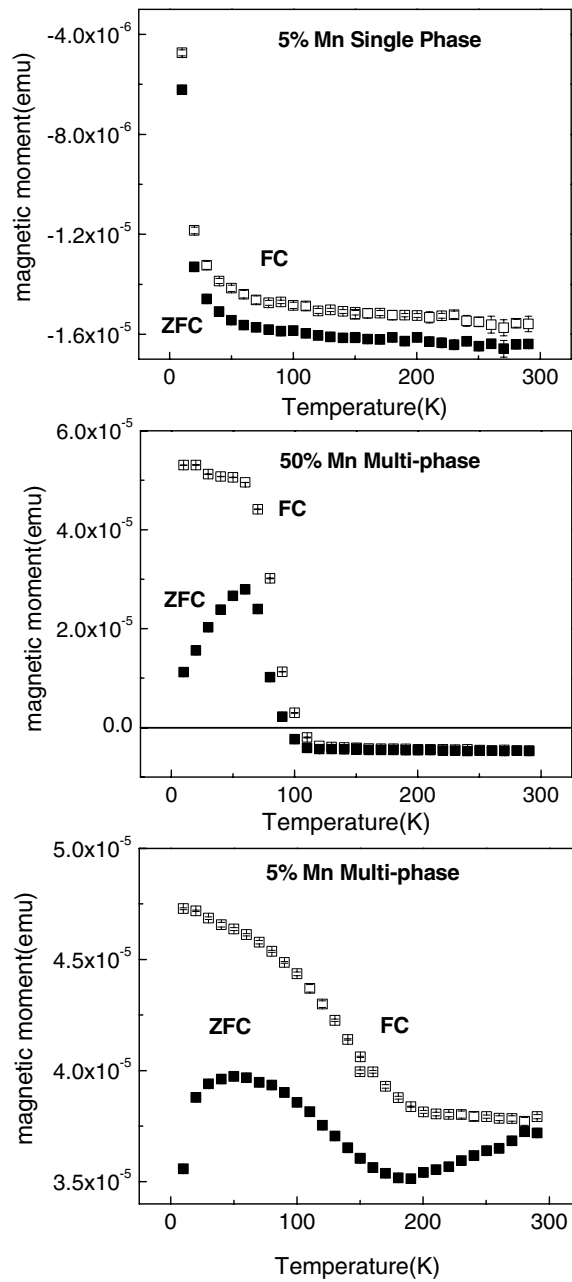 5% Mn Single Phase
magnetic moment(emu)
-4.0x10⁻⁶
-8.0x10⁻⁶
-1.2x10⁻⁵
-1.6x10⁻⁵
FC
ZFC
0 100 200 300
Temperature(K)
50% Mn Multi-phase
magnetic moment(emu)
6.0x10⁻⁵
4.0x10⁻⁵
2.0x10⁻⁵
0.0
FC
ZFC
0 100 200 300
Temperature(K)
5% Mn Multi-phase
magnetic moment(emu)
5.0x10⁻⁵
4.5x10⁻⁵
4.0x10⁻⁵
3.5x10⁻⁵
ZFC
FC
0 100 200 300
Temperature(K)